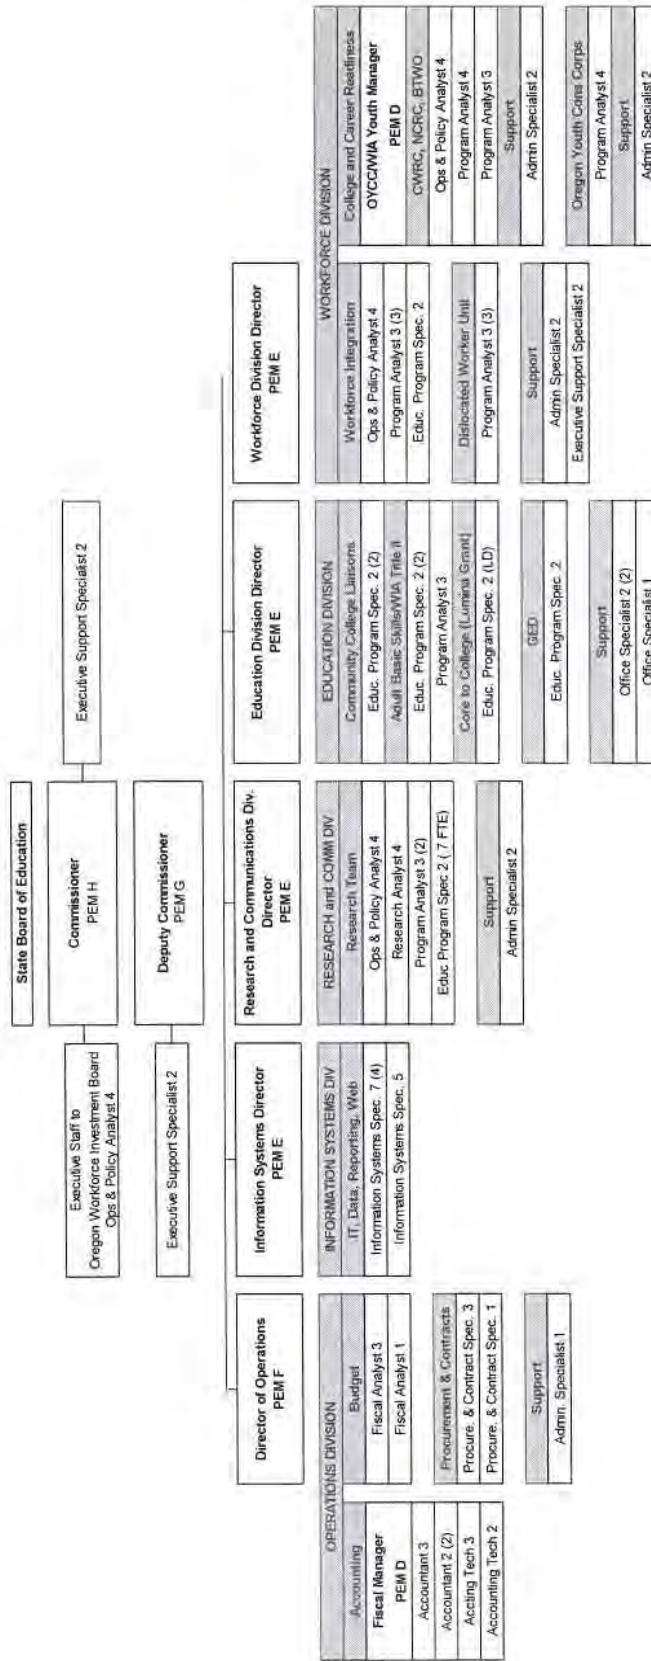 State Board of Education
Commissioner
PEM H
Executive Support Specialist 2
Executive Staff to
Oregon Workforce Investment Board
Ops & Policy Analyst 4
Deputy Commissioner
PEM G
Executive Support Specialist 2
Director of Operations
PEM F
Information Systems Director
PEM E
Research and Communications Div.
Director
PEM E
Education Division Director
PEM E
Workforce Division Director
PEM E
OPERATIONS DIVISION
Accounting
Fiscal Manager
PEM D
Accountant 3
Accountant 2 (2)
Accting Tech 3
Accounting Tech 2
Budget
Fiscal Analyst 3
Fiscal Analyst 1
Procurement & Contracts
Procure. & Contract Spec. 3
Procure. & Contract Spec. 1
Support
Admin. Specialist 1
INFORMATION SYSTEMS DIV
IT, Data, Reporting, Web
Information Systems Spec. 7 (4)
Information Systems Spec. 5
RESEARCH and COMM DIV
Research Team
Ops & Policy Analyst 4
Research Analyst 4
Program Analyst 3 (2)
Educ Program Spec 2 (.7 FTE)
Support
Admin Specialist 2
EDUCATION DIVISION
Community College Liaisons
Educ. Program Spec. 2 (2)
Adult Basic Skills/WIA Title II
Educ. Program Spec. 2 (2)
Program Analyst 3
Core to College (Lumina Grant)
Educ. Program Spec. 2 (LD)
GED
Educ. Program Spec. 2
Support
Office Specialist 2 (2)
Office Specialist 1
WORKFORCE DIVISION
Workforce Integration
Ops & Policy Analyst 4
Program Analyst 3 (3)
Educ. Program Spec. 2
Dislocated Worker Unit
Program Analyst 3 (3)
Support
Admin Specialist 2
Executive Support Specialist 2
College and Career Readiness
OYCC/WIA Youth Manager
PEM D
CWRC, NCRC, BTWO
Ops & Policy Analyst 4
Program Analyst 4
Program Analyst 3
Support
Admin Specialist 2
Oregon Youth Cons Corps
Program Analyst 4
Support
Admin Specialist 2